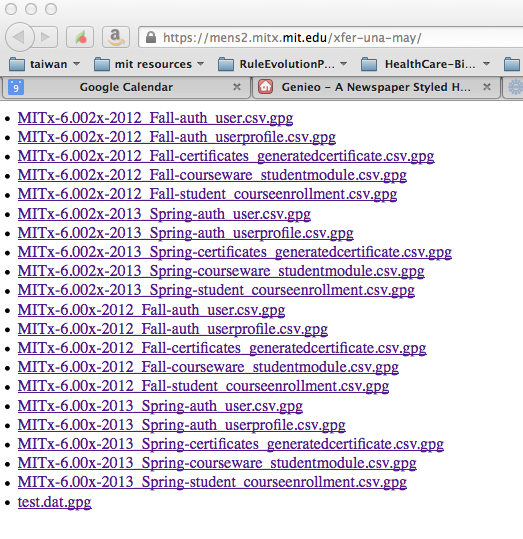 https://mens2.mitx.mit.edu/xfer-una-may/
taiwan mit resources RuleEvolutionP... HealthCare-Bi...
9 Google Calendar Genieo - A Newspaper Styled H...
MITx-6.002x-2012_Fall-auth_user.csv.gpg
MITx-6.002x-2012_Fall-auth_userprofile.csv.gpg
MITx-6.002x-2012_Fall-certificates_generatedcertificate.csv.gpg
MITx-6.002x-2012_Fall-courseware_studentmodule.csv.gpg
MITx-6.002x-2012_Fall-student_courseenrollment.csv.gpg
MITx-6.002x-2013_Spring-auth_user.csv.gpg
MITx-6.002x-2013_Spring-auth_userprofile.csv.gpg
MITx-6.002x-2013_Spring-certificates_generatedcertificate.csv.gpg
MITx-6.002x-2013_Spring-courseware_studentmodule.csv.gpg
MITx-6.002x-2013_Spring-student_courseenrollment.csv.gpg
MITx-6.00x-2012_Fall-auth_user.csv.gpg
MITx-6.00x-2012_Fall-auth_userprofile.csv.gpg
MITx-6.00x-2012_Fall-certificates_generatedcertificate.csv.gpg
MITx-6.00x-2012_Fall-courseware_studentmodule.csv.gpg
MITx-6.00x-2012_Fall-student_courseenrollment.csv.gpg
MITx-6.00x-2013_Spring-auth_user.csv.gpg
MITx-6.00x-2013_Spring-auth_userprofile.csv.gpg
MITx-6.00x-2013_Spring-certificates_generatedcertificate.csv.gpg
MITx-6.00x-2013_Spring-courseware_studentmodule.csv.gpg
MITx-6.00x-2013_Spring-student_courseenrollment.csv.gpg
test.dat.gpg